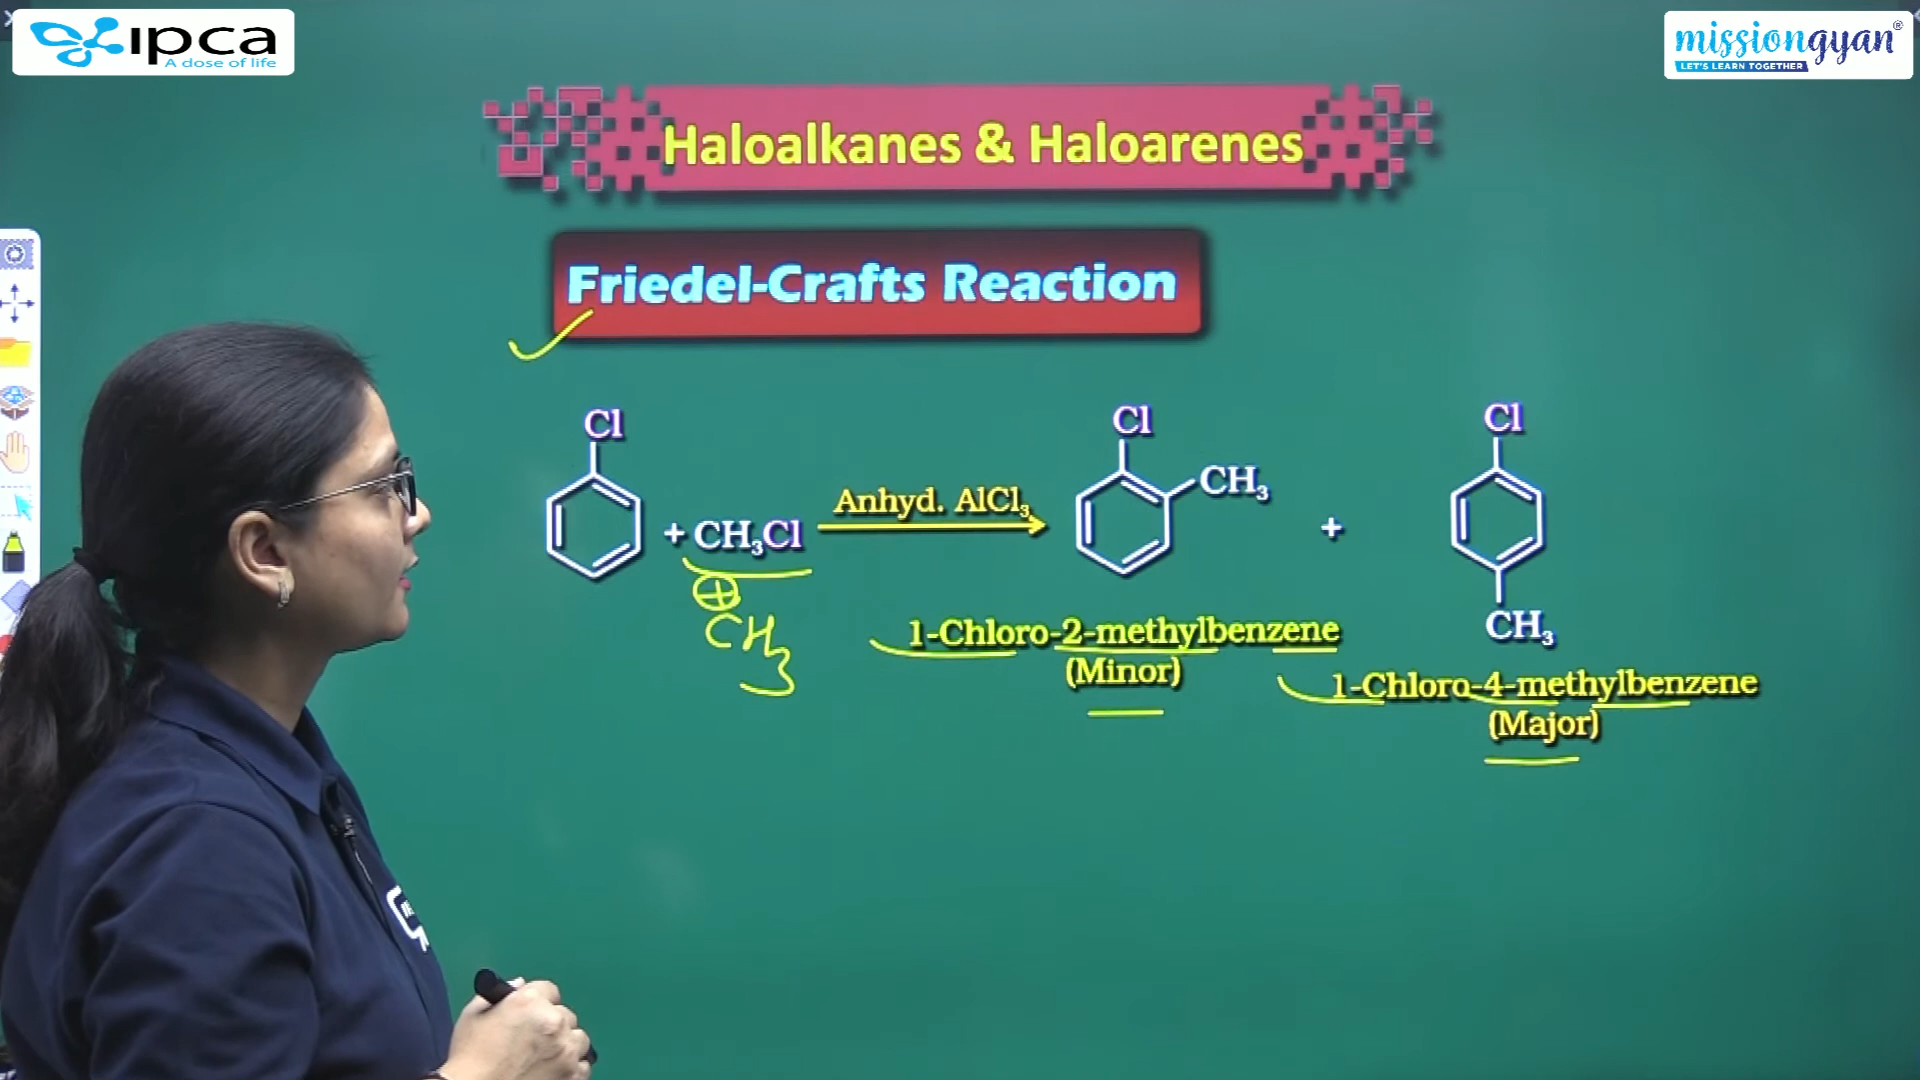 ipca
A dose of life
missiongyan®
LET'S LEARN TOGETHER
Haloalkanes & Haloarenes
Friedel-Crafts Reaction
Cl
+ CH₃Cl
Anhyd. AlCl₃
Cl
CH₃
+
Cl
CH₃
⊕
CH3
1-Chloro-2-methylbenzene
(Minor)
1-Chloro-4-methylbenzene
(Major)